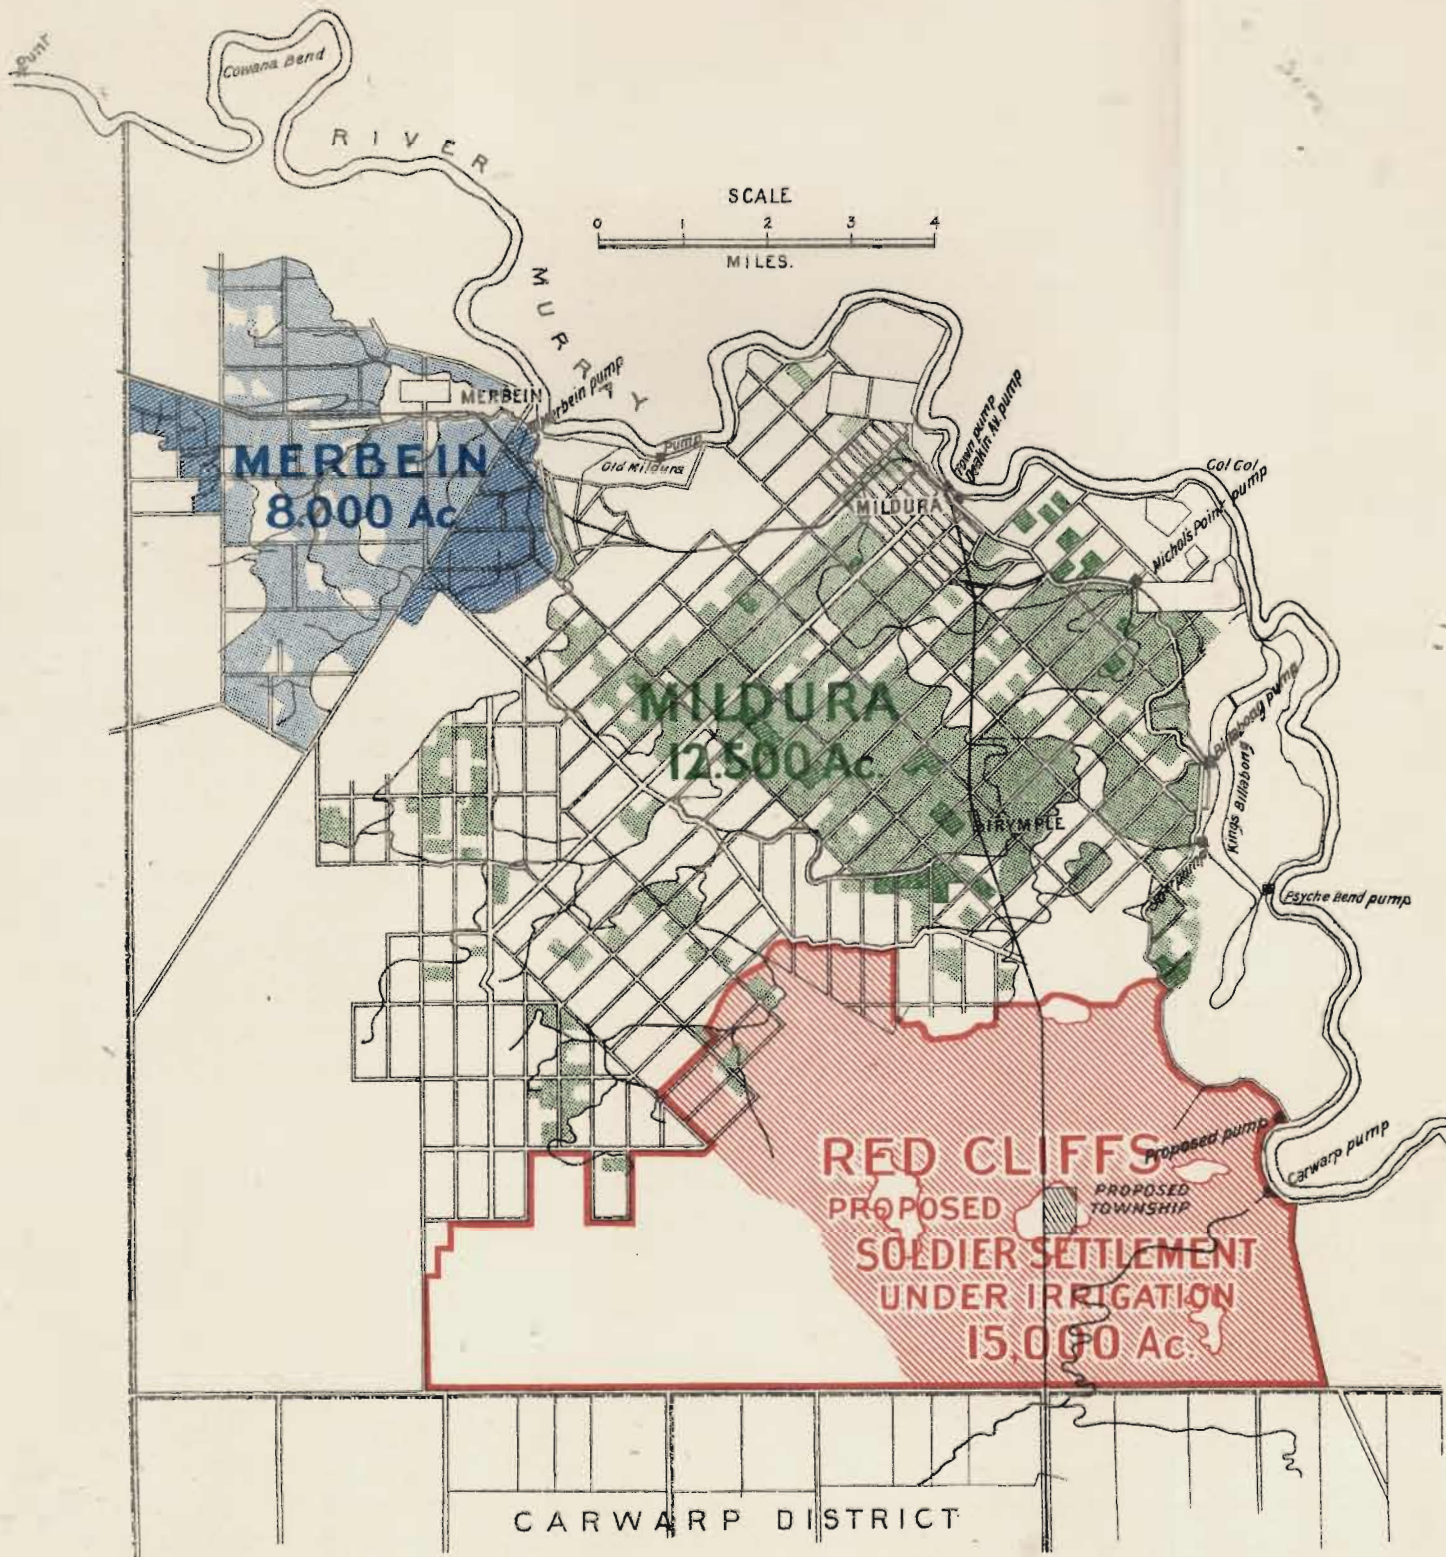 Punt
Cowana Bend
RIVER
MURRAY
SCALE
0 1 2 3 4
MILES.
MERBEIN
Merbein pump
Pump
Old Mildura
MERBEIN
8.000 Ac
Town pump
Deakin Av. pump
MILDURA
Gol Gol
Nichols Point pump
MILDURA
12.500 Ac.
Billabong pump
Kings Billabong
Psyche Bend pump
RED CLIFFS
Proposed pump
Carwarp pump
PROPOSED
PROPOSED
TOWNSHIP
SOLDIER SETTLEMENT
UNDER IRRIGATION
15,000 Ac.
CARWARP DISTRICT